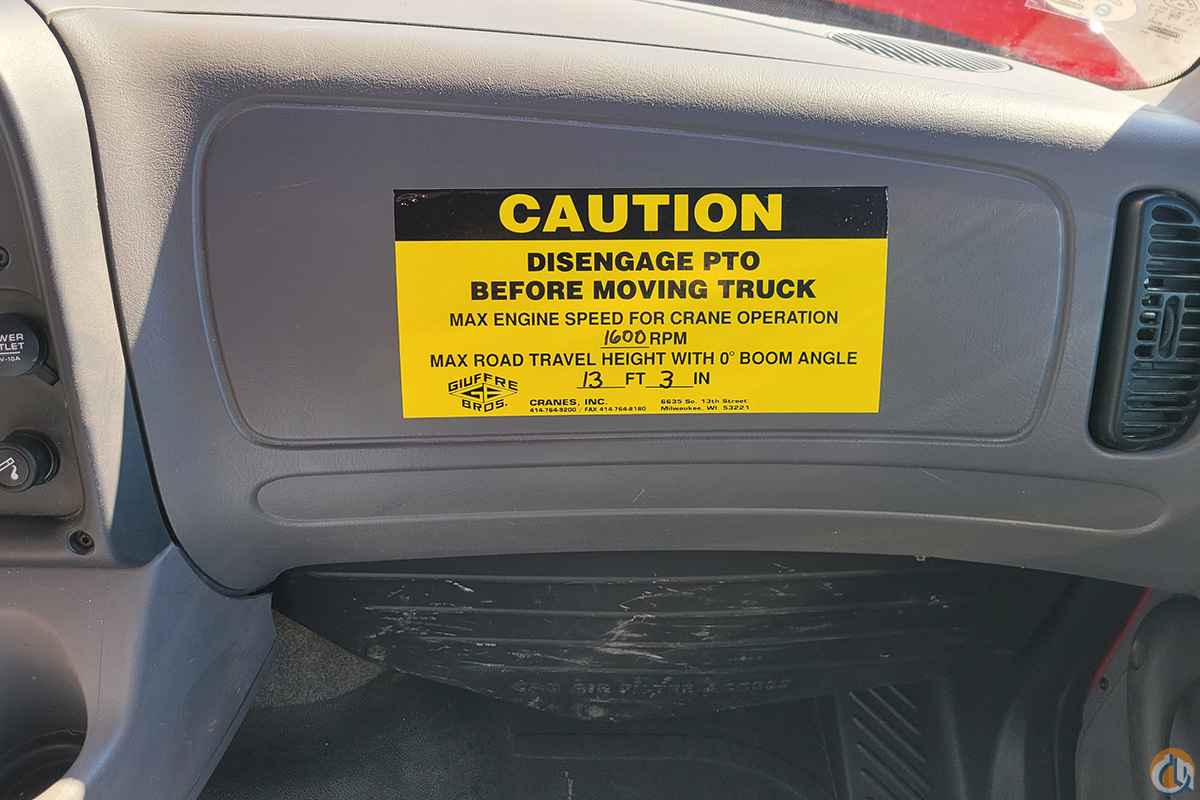 CAUTION
DISENGAGE PTO
BEFORE MOVING TRUCK
MAX ENGINE SPEED FOR CRANE OPERATION
1600 RPM
MAX ROAD TRAVEL HEIGHT WITH 0° BOOM ANGLE
13 FT 3 IN
GIUFFRE
BROS.
CRANES, INC.
414-764-9200 / FAX 414-764-8180
6635 So. 13th Street
Milwaukee, WI 53221